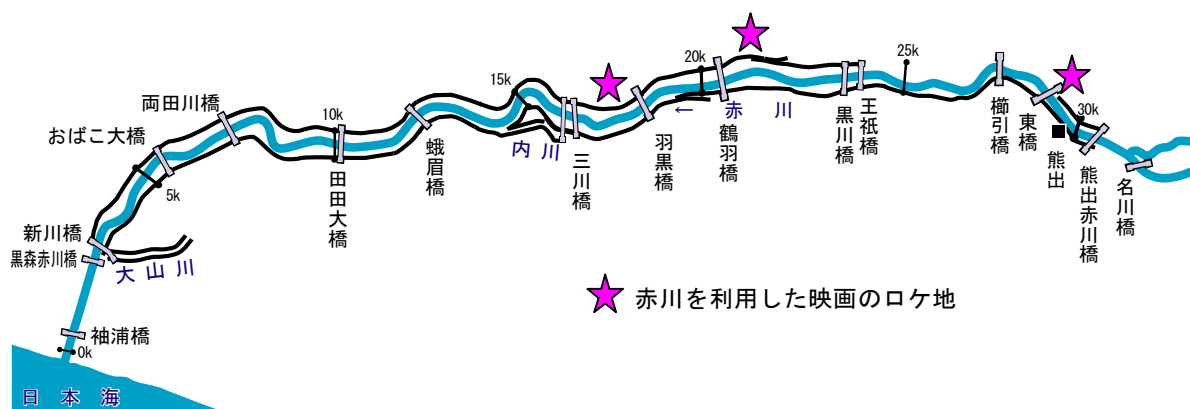 25k
20k
15k
両田川橋
10k
おばこ大橋
30k
← 赤川
櫛引橋
東橋
王祇橋
黒川橋
鶴羽橋
熊出
羽黒橋
内川
三川橋
蛾眉橋
熊出赤川橋
名川橋
田田大橋
5k
新川橋
黒森赤川橋
大山川
赤川を利用した映画のロケ地
袖浦橋
0k
日本海